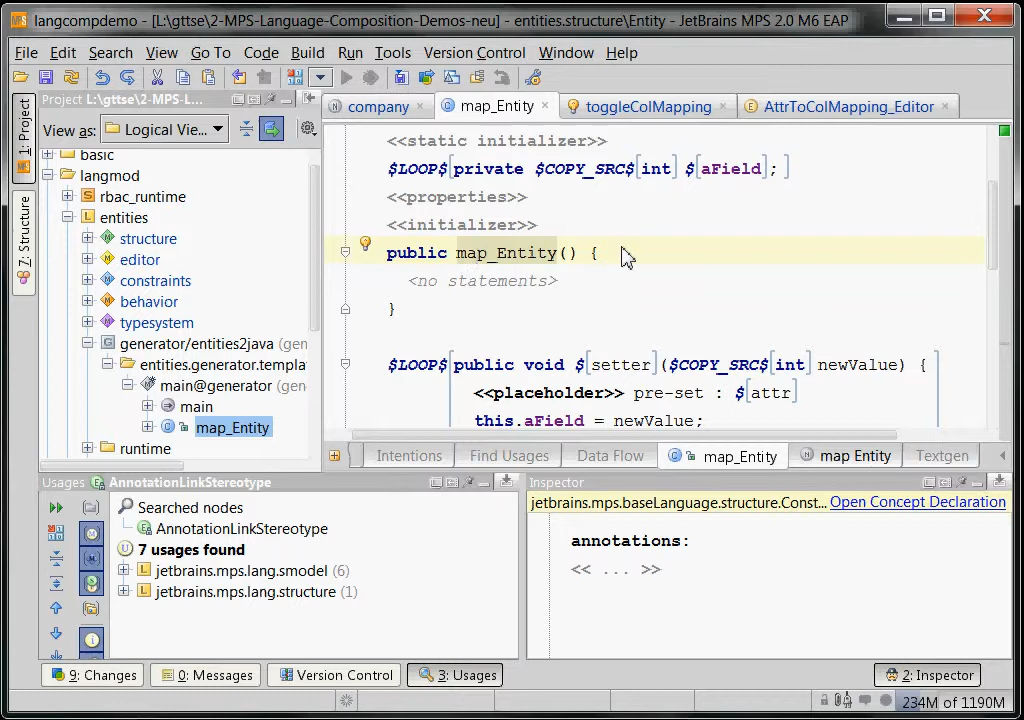 langcompdemo - [L:\gttse\2-MPS-Language-Composition-Demos-neu] - entities.structure\Entity - JetBrains MPS 2.0 M6 EAP
File Edit Search View Go To Code Build Run Tools Version Control Window Help
1: Project
Z: Structure
Project L:\gttse\2-MPS-L...
View as: Logical Vie...
basic
langmod
rbac_runtime
entities
structure
editor
constraints
behavior
typesystem
generator/entities2java (gen
entities.generator.templa
main@generator (gen
main
map_Entity
runtime
company map_Entity toggleColMapping AttrToColMapping_Editor
<<static initializer>>
$LOOP$[private $COPY_SRC$[int] $[aField]; ]
<<properties>>
<<initializer>>
public map_Entity() {
<no statements>
}
$LOOP$[public void $[setter]($COPY_SRC$[int] newValue) {
<<placeholder>> pre-set : $[attr]
this.aField = newValue;
Intentions Find Usages Data Flow map_Entity map Entity Textgen
Usages AnnotationLinkStereotype
Searched nodes
AnnotationLinkStereotype
7 usages found
jetbrains.mps.lang.smodel (6)
jetbrains.mps.lang.structure (1)
Inspector
jetbrains.mps.baseLanguage.structure.Const... Open Concept Declaration
annotations:
<< ... >>
9: Changes 0: Messages Version Control 3: Usages 2: Inspector
234M of 1190M